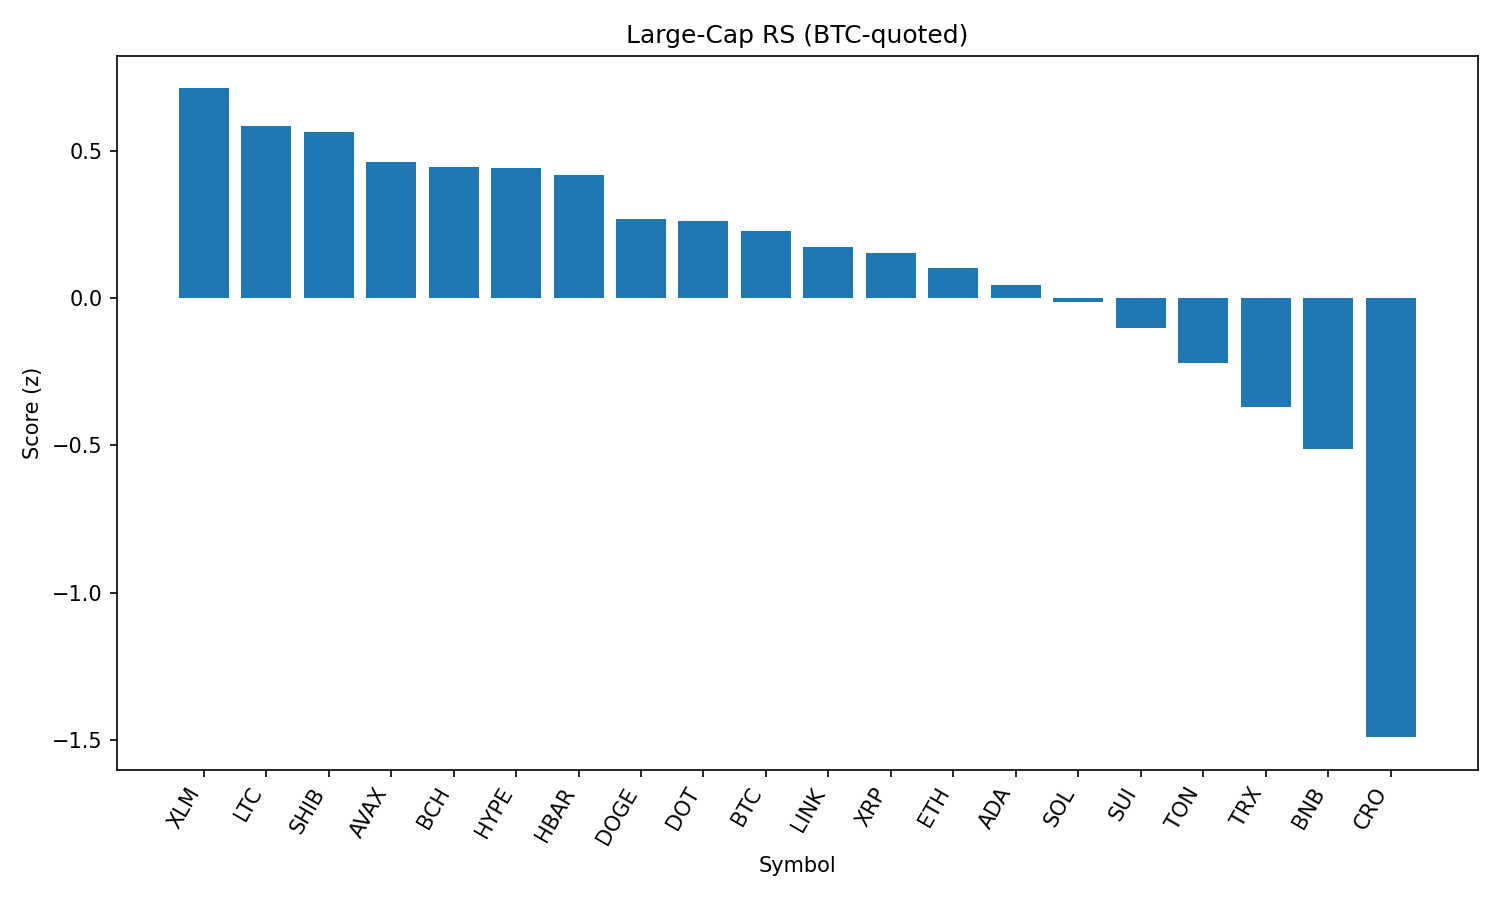 Large-Cap RS (BTC-quoted)
Score (z)
0.5
0.0
−0.5
−1.0
−1.5
XLM
LTC
SHIB
AVAX
BCH
HYPE
HBAR
DOGE
DOT
BTC
LINK
XRP
ETH
ADA
SOL
SUI
TON
TRX
BNB
CRO
Symbol